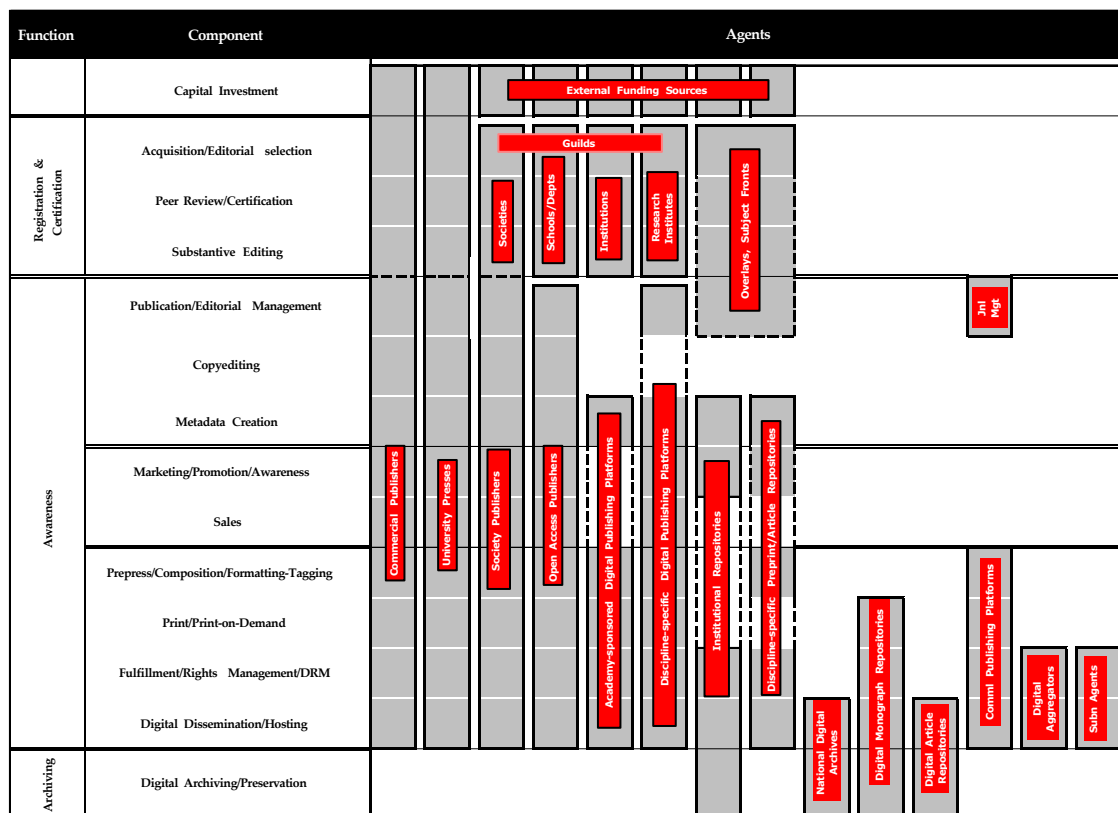 Function Component Agents
Capital Investment
External Funding Sources
Registration &
Certification
Acquisition/Editorial selection
Peer Review/Certification
Substantive Editing
Guilds
Societies
Schools/Depts
Institutions
Research
Institutes
Overlays, Subject Fronts
Awareness
Publication/Editorial Management
Copyediting
Metadata Creation
Marketing/Promotion/Awareness
Sales
Prepress/Composition/Formatting-Tagging
Print/Print-on-Demand
Fulfillment/Rights Management/DRM
Digital Dissemination/Hosting
Jnl
Mgt
Commercial Publishers
University Presses
Society Publishers
Open Access Publishers
Academy-sponsored Digital Publishing Platforms
Discipline-specific Digital Publishing Platforms
Institutional Repositories
Discipline-specific Preprint/Article Repositories
National Digital
Archives
Digital Monograph Repositories
Digital Article
Repositories
Comml Publishing Platforms
Digital
Aggregators
Subn Agents
Archiving
Digital Archiving/Preservation